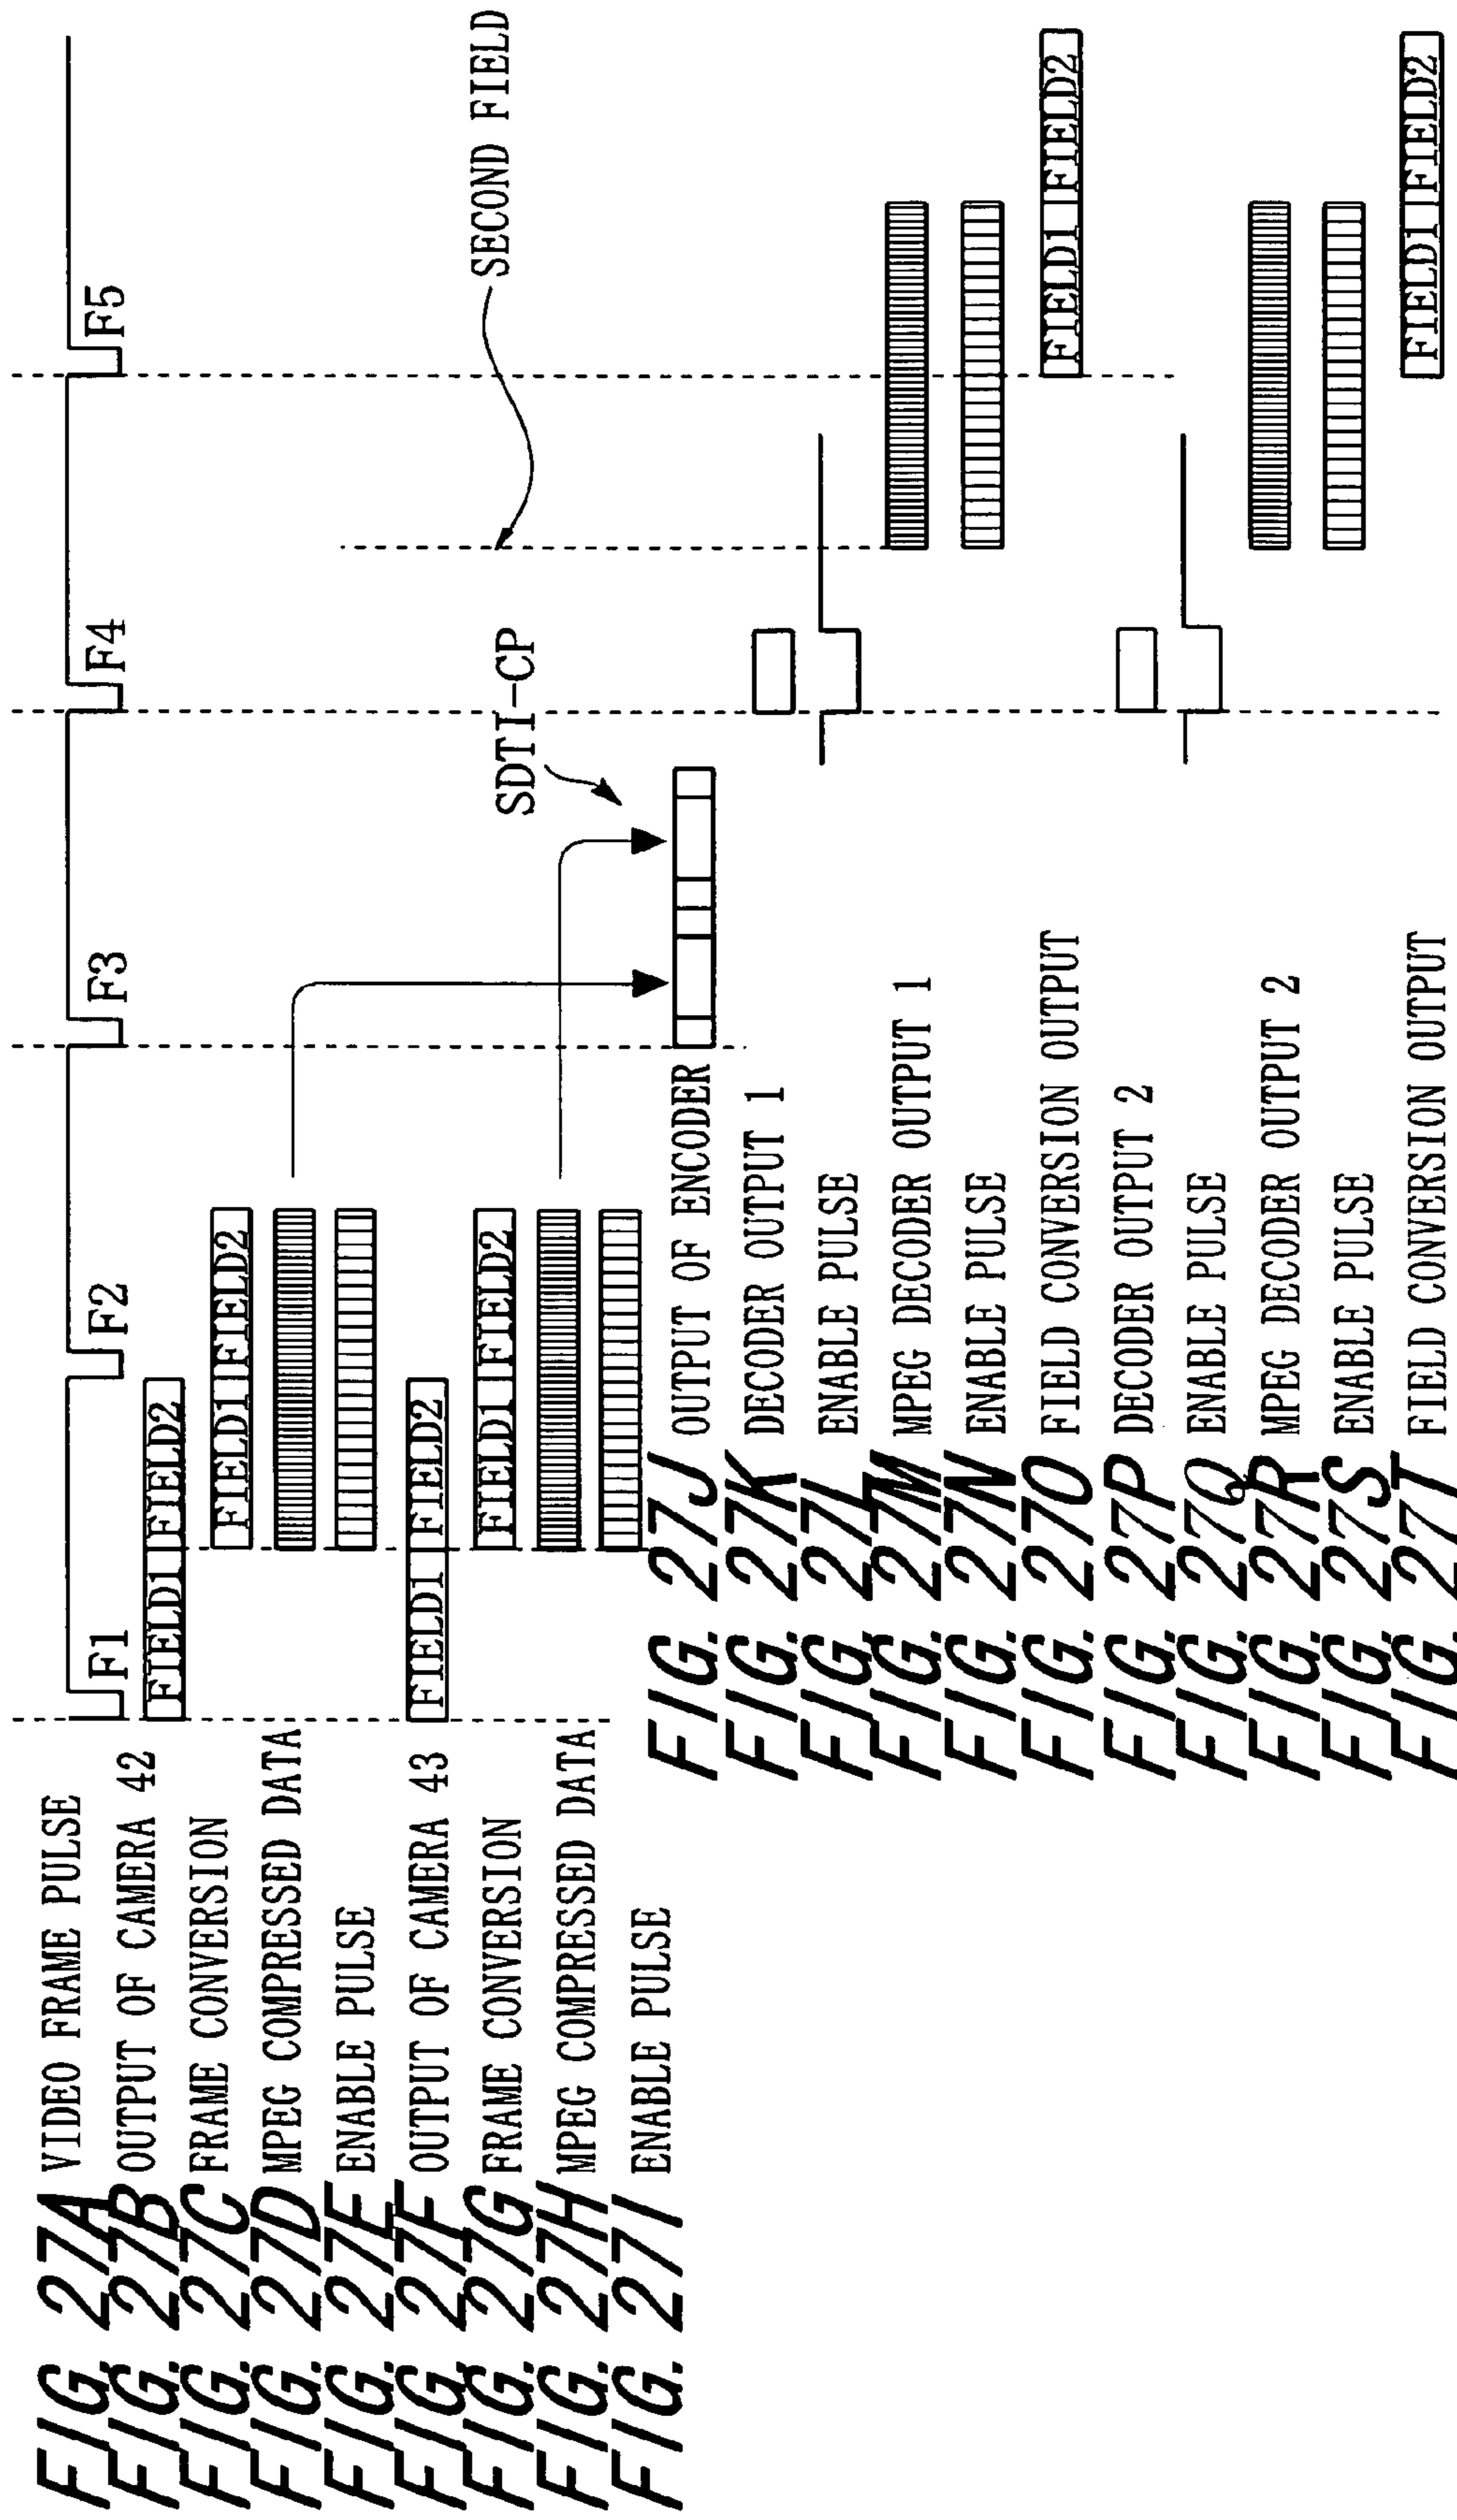 FIG. 27A VIDEO FRAME PULSE
F1 F2 F3 F4 F5
FIG. 27B OUTPUT OF CAMERA 42
FIELD1 FIELD2
FIG. 27C FRAME CONVERSION
FIELD1 FIELD2
FIG. 27D MPEG COMPRESSED DATA
FIG. 27E ENABLE PULSE
FIG. 27F OUTPUT OF CAMERA 43
FIELD1 FIELD2
FIG. 27G FRAME CONVERSION
FIELD1 FIELD2
FIG. 27H MPEG COMPRESSED DATA
FIG. 27I ENABLE PULSE
SDTI-CP
SECOND FIELD
FIG. 27J OUTPUT OF ENCODER
FIG. 27K DECODER OUTPUT 1
FIG. 27L ENABLE PULSE
FIG. 27M MPEG DECODER OUTPUT 1
FIG. 27N ENABLE PULSE
FIG. 27O FIELD CONVERSION OUTPUT
FIELD1 FIELD2
FIG. 27P DECODER OUTPUT 2
FIG. 27Q ENABLE PULSE
FIG. 27R MPEG DECODER OUTPUT 2
FIG. 27S ENABLE PULSE
FIG. 27T FIELD CONVERSION OUTPUT
FIELD1 FIELD2